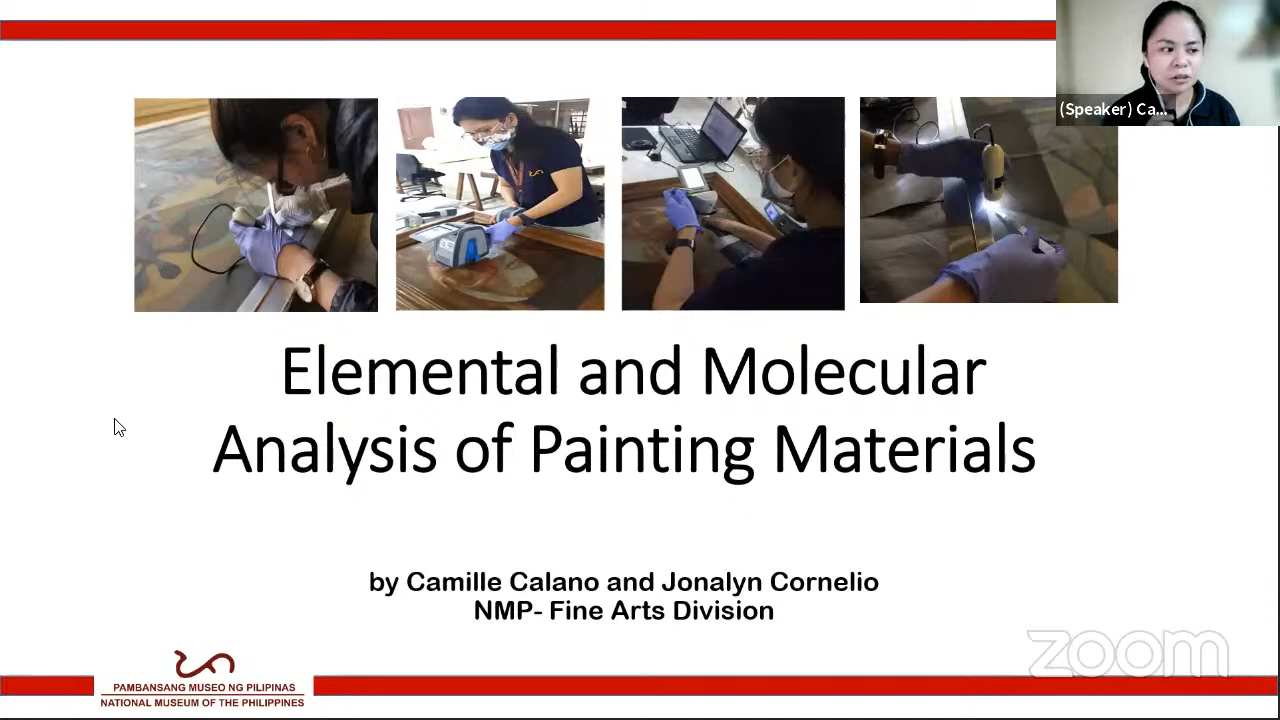 (Speaker) Ca...
Elemental and Molecular
Analysis of Painting Materials
by Camille Calano and Jonalyn Cornelio
NMP- Fine Arts Division
zoom
PAMBANSANG MUSEO NG PILIPINAS
NATIONAL MUSEUM OF THE PHILIPPINES